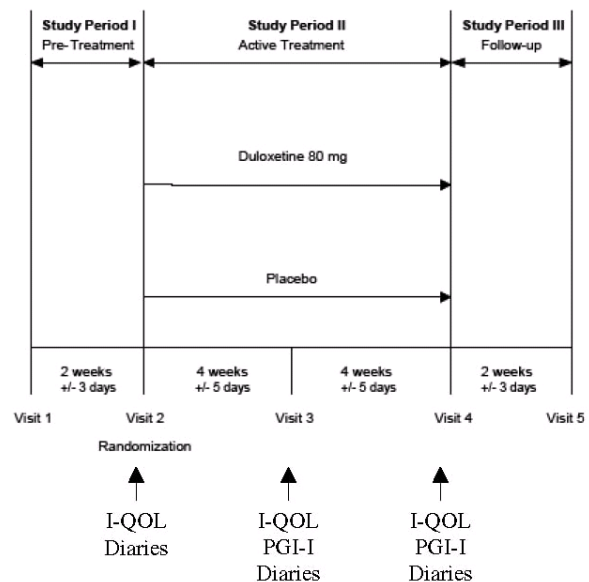 Study Period I
Pre-Treatment
Study Period II
Active Treatment
Study Period III
Follow-up
Duloxetine 80 mg
Placebo
2 weeks
+/- 3 days
4 weeks
+/- 5 days
4 weeks
+/- 5 days
2 weeks
+/- 3 days
Visit 1
Visit 2
Visit 3
Visit 4
Visit 5
Randomization
I-QOL
Diaries
I-QOL
PGI-I
Diaries
I-QOL
PGI-I
Diaries